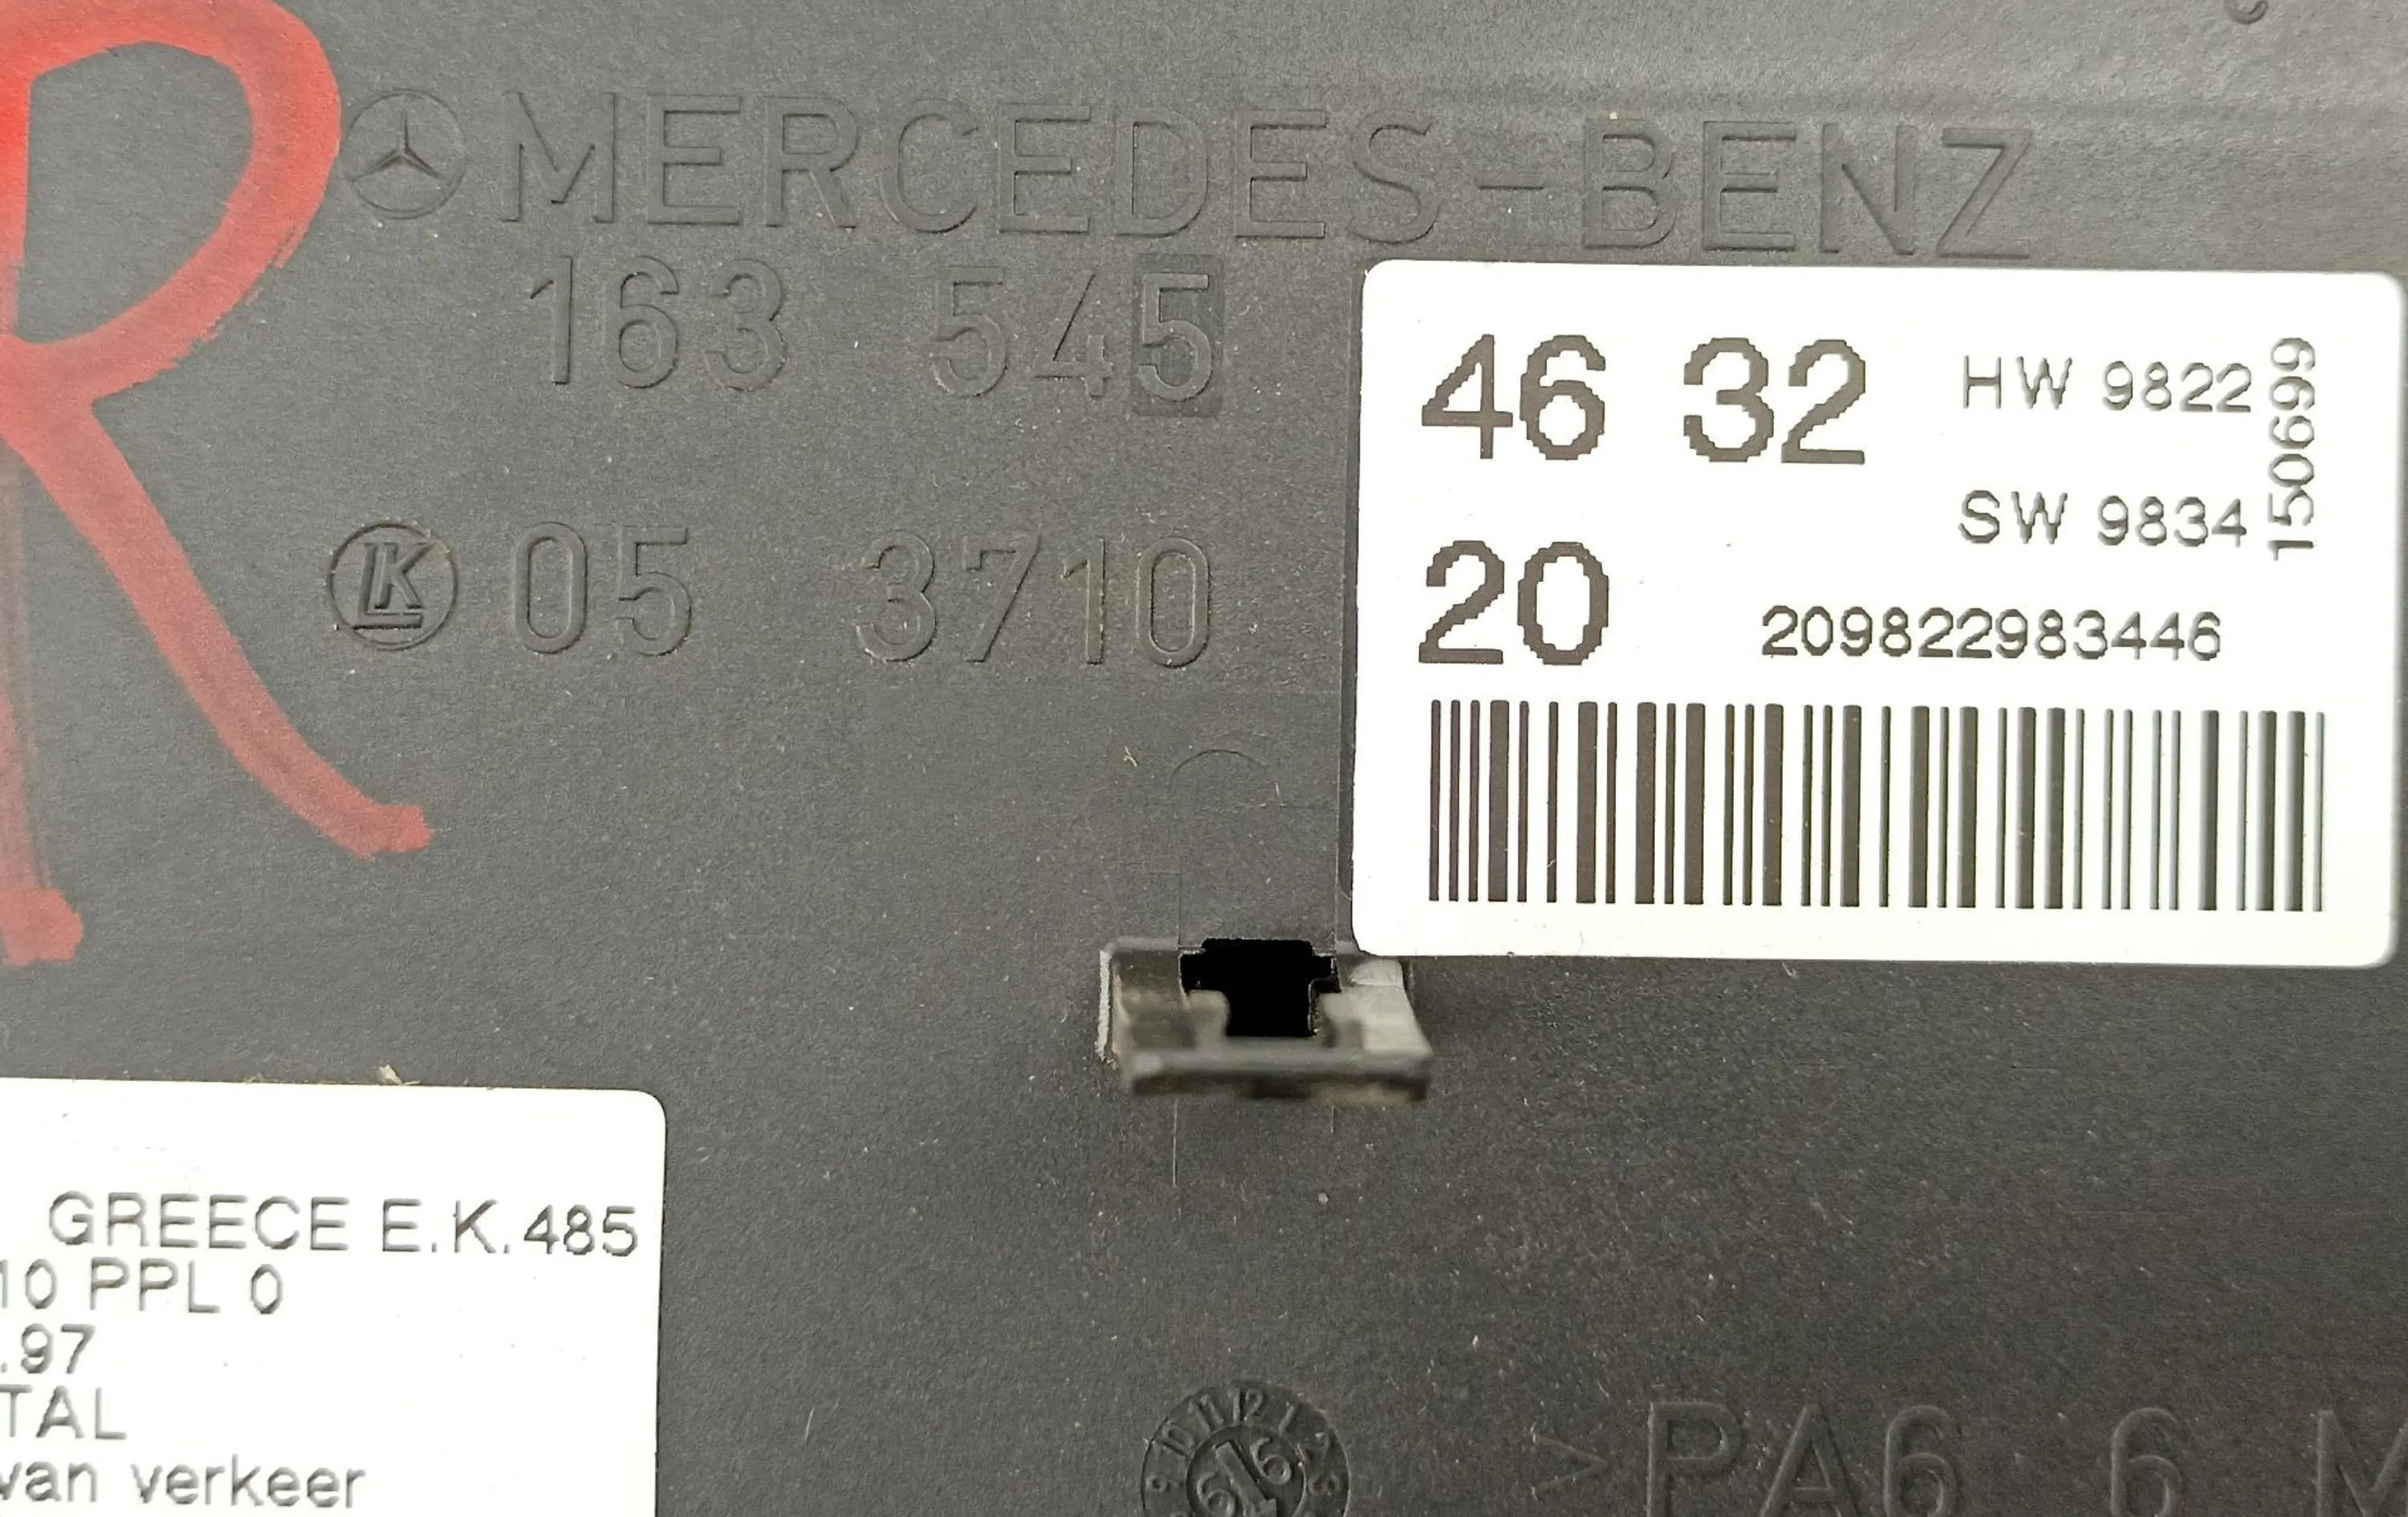 R
MERCEDES-BENZ
163 545
LK 05 3710
46 32 HW 9822
SW 9834
150699
20 209822983446
GREECE E.K.485
10 PPL 0
.97
TAL
van verkeer
>PA6 6 M